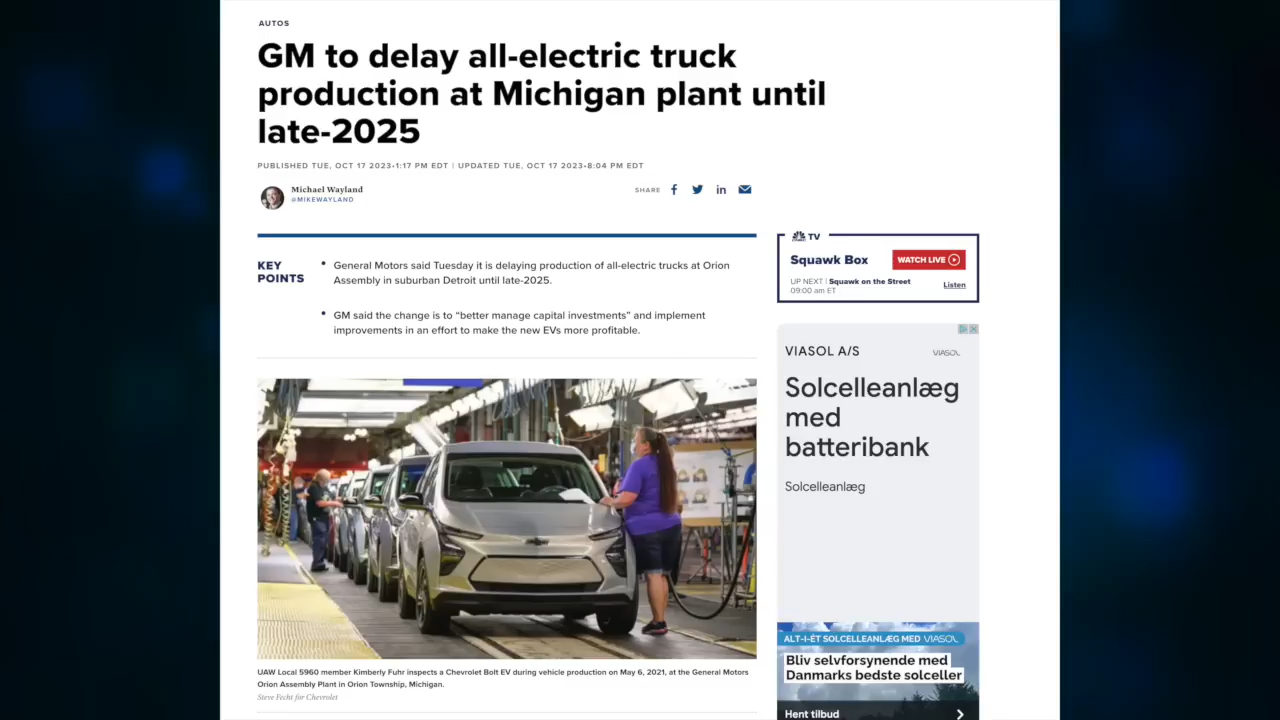 AUTOS
GM to delay all-electric truck
production at Michigan plant until
late-2025
PUBLISHED TUE, OCT 17 2023•1:17 PM EDT | UPDATED TUE, OCT 17 2023•8:04 PM EDT
Michael Wayland
@MIKEWAYLAND
SHARE
KEY
POINTS
• General Motors said Tuesday it is delaying production of all-electric trucks at Orion
Assembly in suburban Detroit until late-2025.
• GM said the change is to “better manage capital investments” and implement
improvements in an effort to make the new EVs more profitable.
UAW Local 5960 member Kimberly Fuhr inspects a Chevrolet Bolt EV during vehicle production on May 6, 2021, at the General Motors
Orion Assembly Plant in Orion Township, Michigan.
Steve Fecht for Chevrolet
TV
Squawk Box
WATCH LIVE
UP NEXT | Squawk on the Street
09:00 am ET
Listen
VIASOL A/S
VIASOL
Solcelleanlæg
med
batteribank
Solcelleanlæg
ALT-I-ÉT SOLCELLEANLÆG MED VIASOL
Bliv selvforsynende med
Danmarks bedste solceller
Hent tilbud